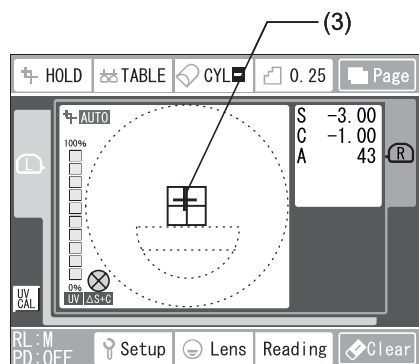 (3)
HOLD TABLE CYL 0.25 Page
AUTO
100%
0%
UV △S+C
S -3.00
C -1.00
A 43
L
R
UV
CAL
RL:M
PD:OFF
Setup Lens Reading Clear